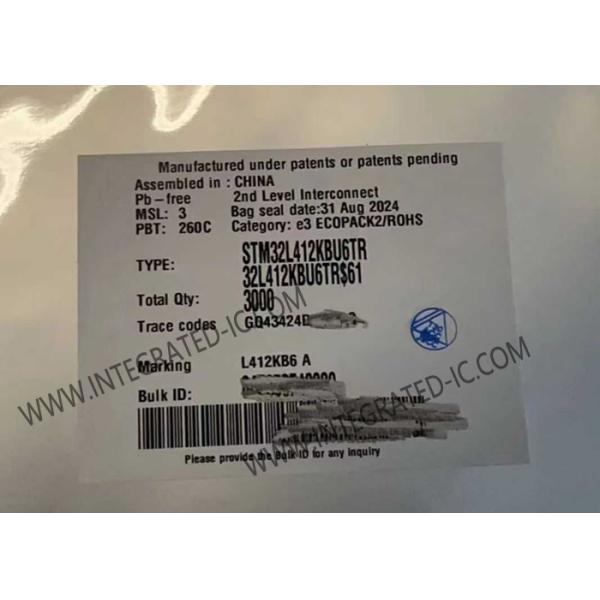 Manufactured under patents or patents pending
Assembled in : CHINA
Pb-free 2nd Level Interconnect
MSL: 3 Bag seal date:31 Aug 2024
PBT: 260C Category: e3 ECOPACK2/ROHS
TYPE: STM32L412KBU6TR
32L412KBU6TR$61
Total Qty: 3000
Trace codes GQ43424
Marking L412KB6 A
Bulk ID:
Please provide the Bulk ID for any inquiry
WWW.INTEGRATED-IC.COM
WWW.INTEGRATED-IC.COM